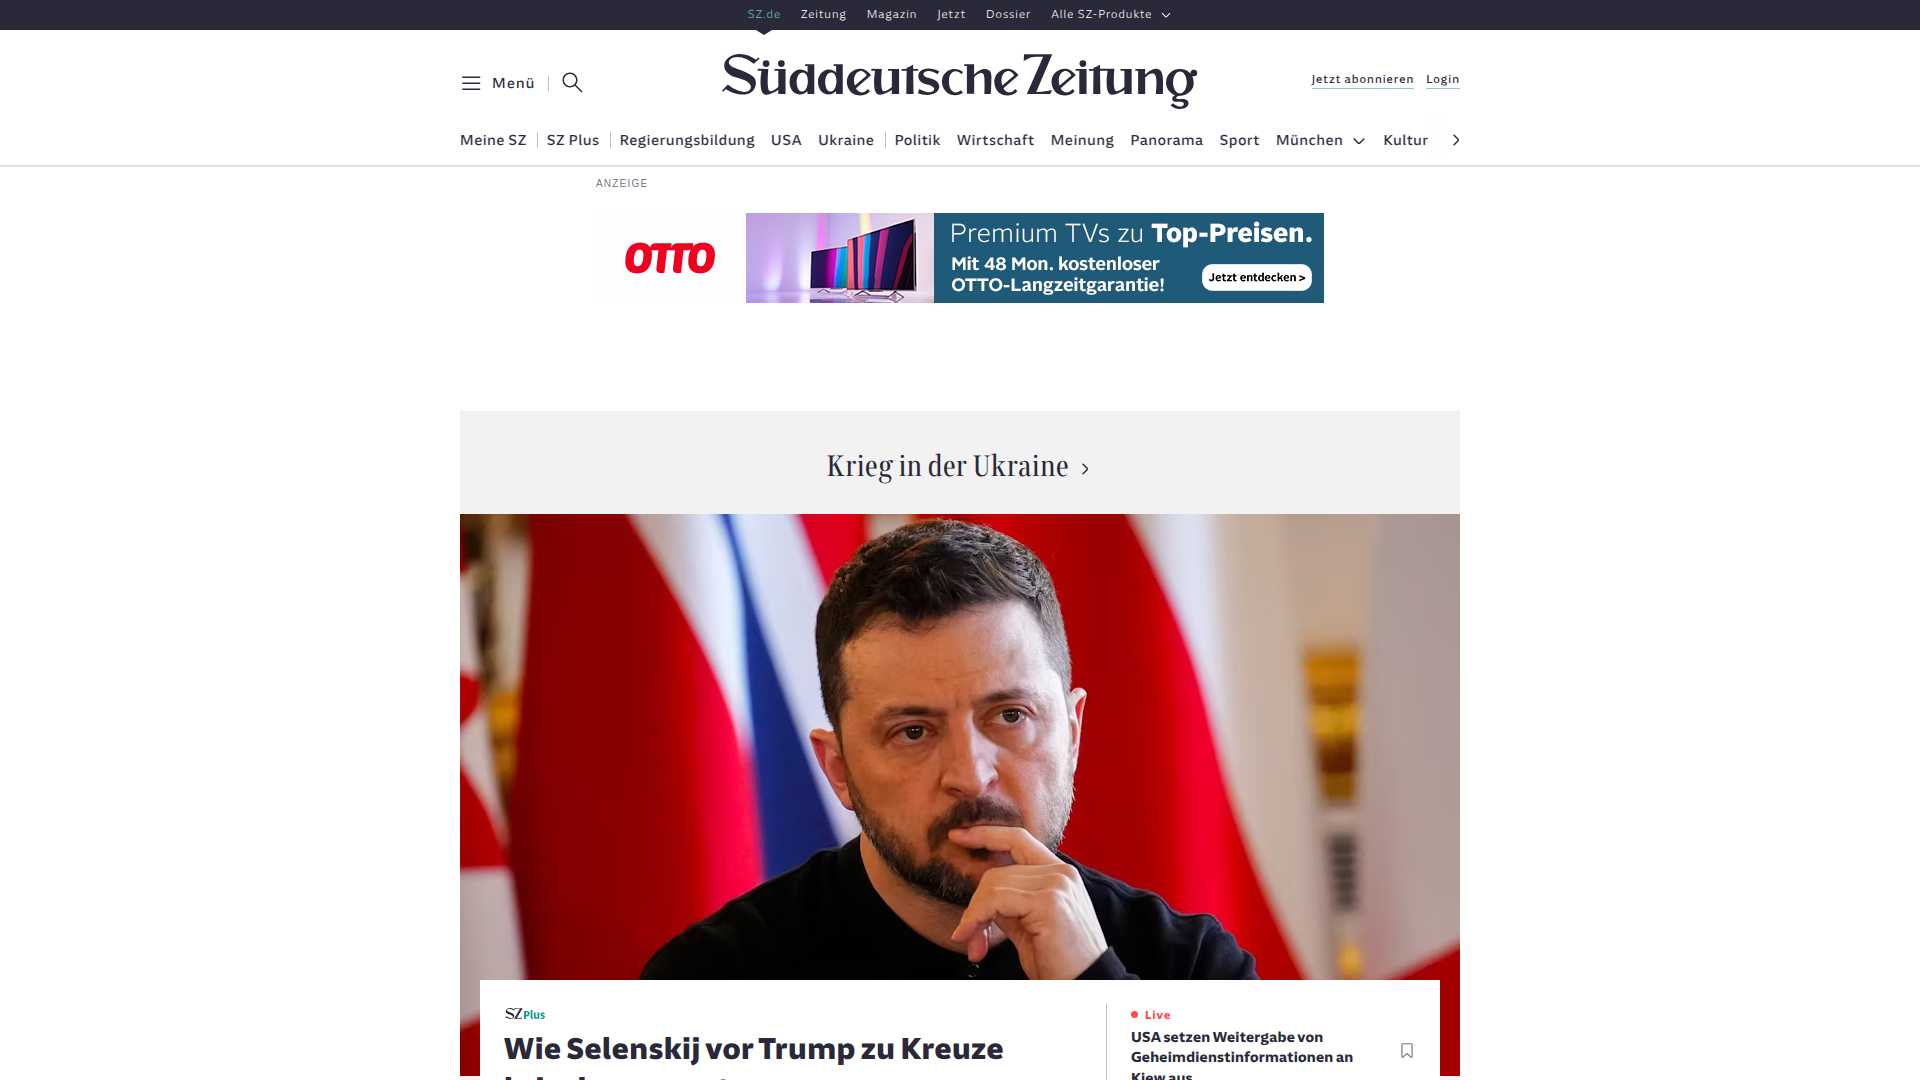 SZ.de Zeitung Magazin Jetzt Dossier Alle SZ-Produkte
Menü
Süddeutsche Zeitung
Jetzt abonnieren Login
Meine SZ SZ Plus Regierungsbildung USA Ukraine Politik Wirtschaft Meinung Panorama Sport München Kultur
ANZEIGE
OTTO
Premium TVs zu Top-Preisen.
Mit 48 Mon. kostenloser
OTTO-Langzeitgarantie!
Jetzt entdecken >
Krieg in der Ukraine
SZ Plus
Wie Selenskij vor Trump zu Kreuze
Live
USA setzen Weitergabe von
Geheimdienstinformationen an
Kiew aus